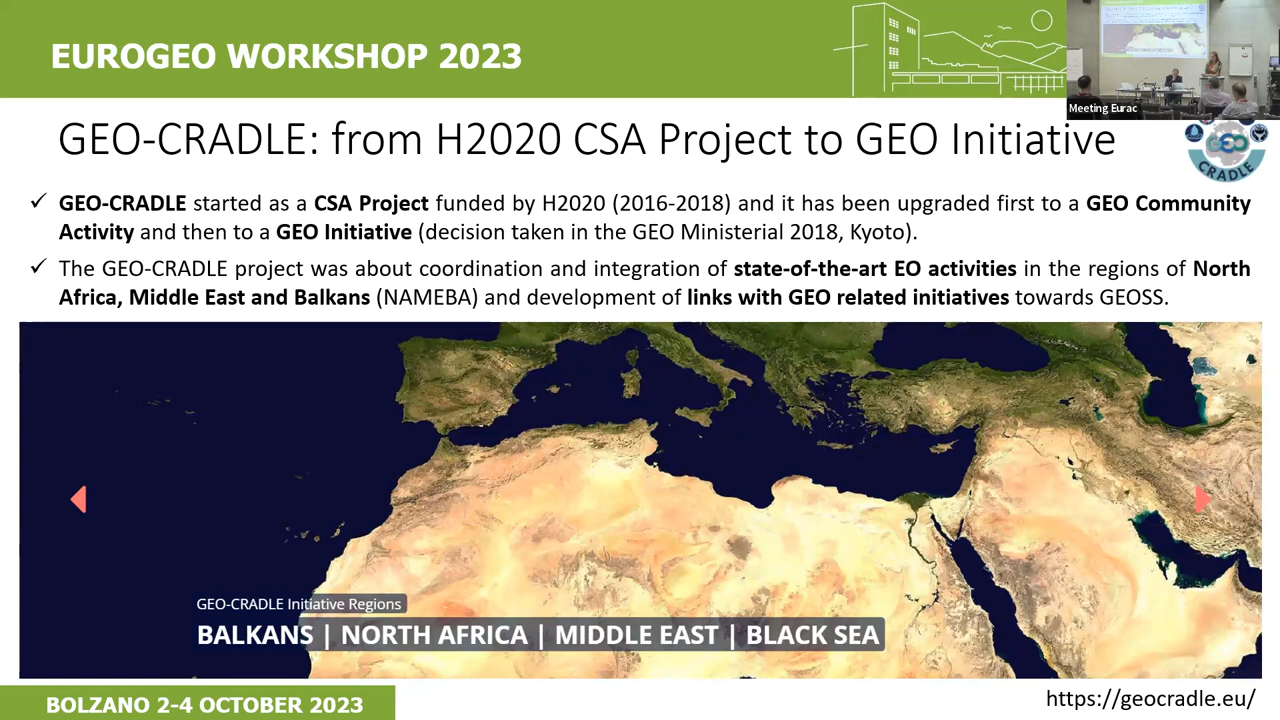 EUROGEO WORKSHOP 2023
Meeting Eurac
GEO-CRADLE: from H2020 CSA Project to GEO Initiative
GEO
CRADLE
✓ GEO-CRADLE started as a CSA Project funded by H2020 (2016-2018) and it has been upgraded first to a GEO Community
Activity and then to a GEO Initiative (decision taken in the GEO Ministerial 2018, Kyoto).
✓ The GEO-CRADLE project was about coordination and integration of state-of-the-art EO activities in the regions of North
Africa, Middle East and Balkans (NAMEBA) and development of links with GEO related initiatives towards GEOSS.
GEO-CRADLE Initiative Regions
BALKANS | NORTH AFRICA | MIDDLE EAST | BLACK SEA
BOLZANO 2-4 OCTOBER 2023
https://geocradle.eu/